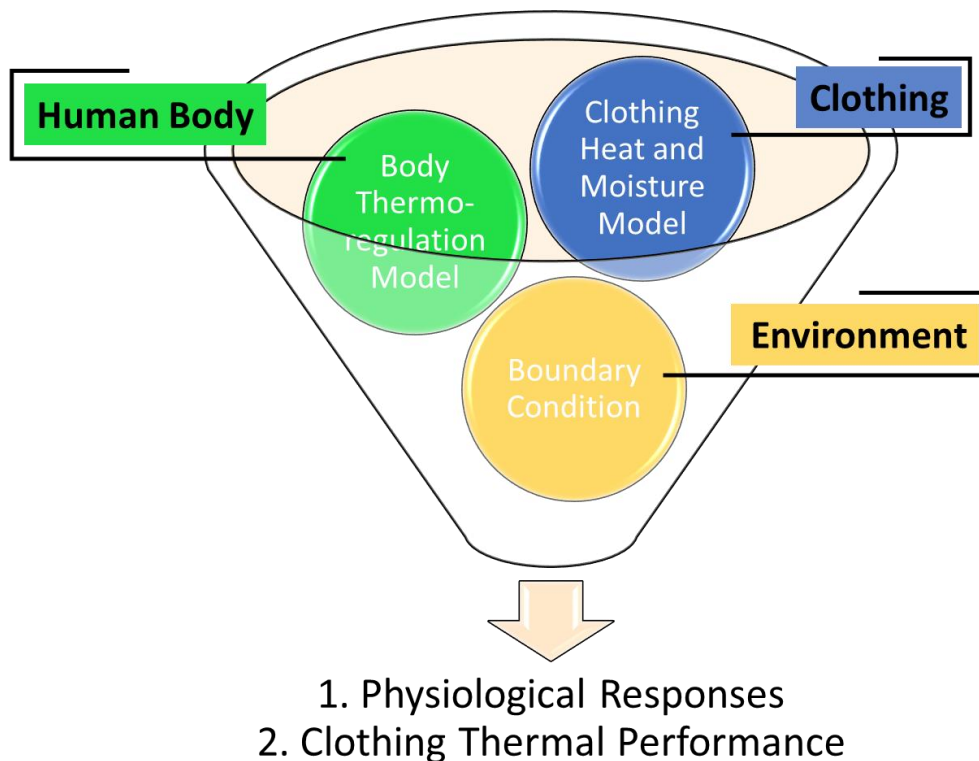 Human Body
Clothing
Body
Thermo-
regulation
Model
Clothing
Heat and
Moisture
Model
Environment
Boundary
Condition
1. Physiological Responses
2. Clothing Thermal Performance